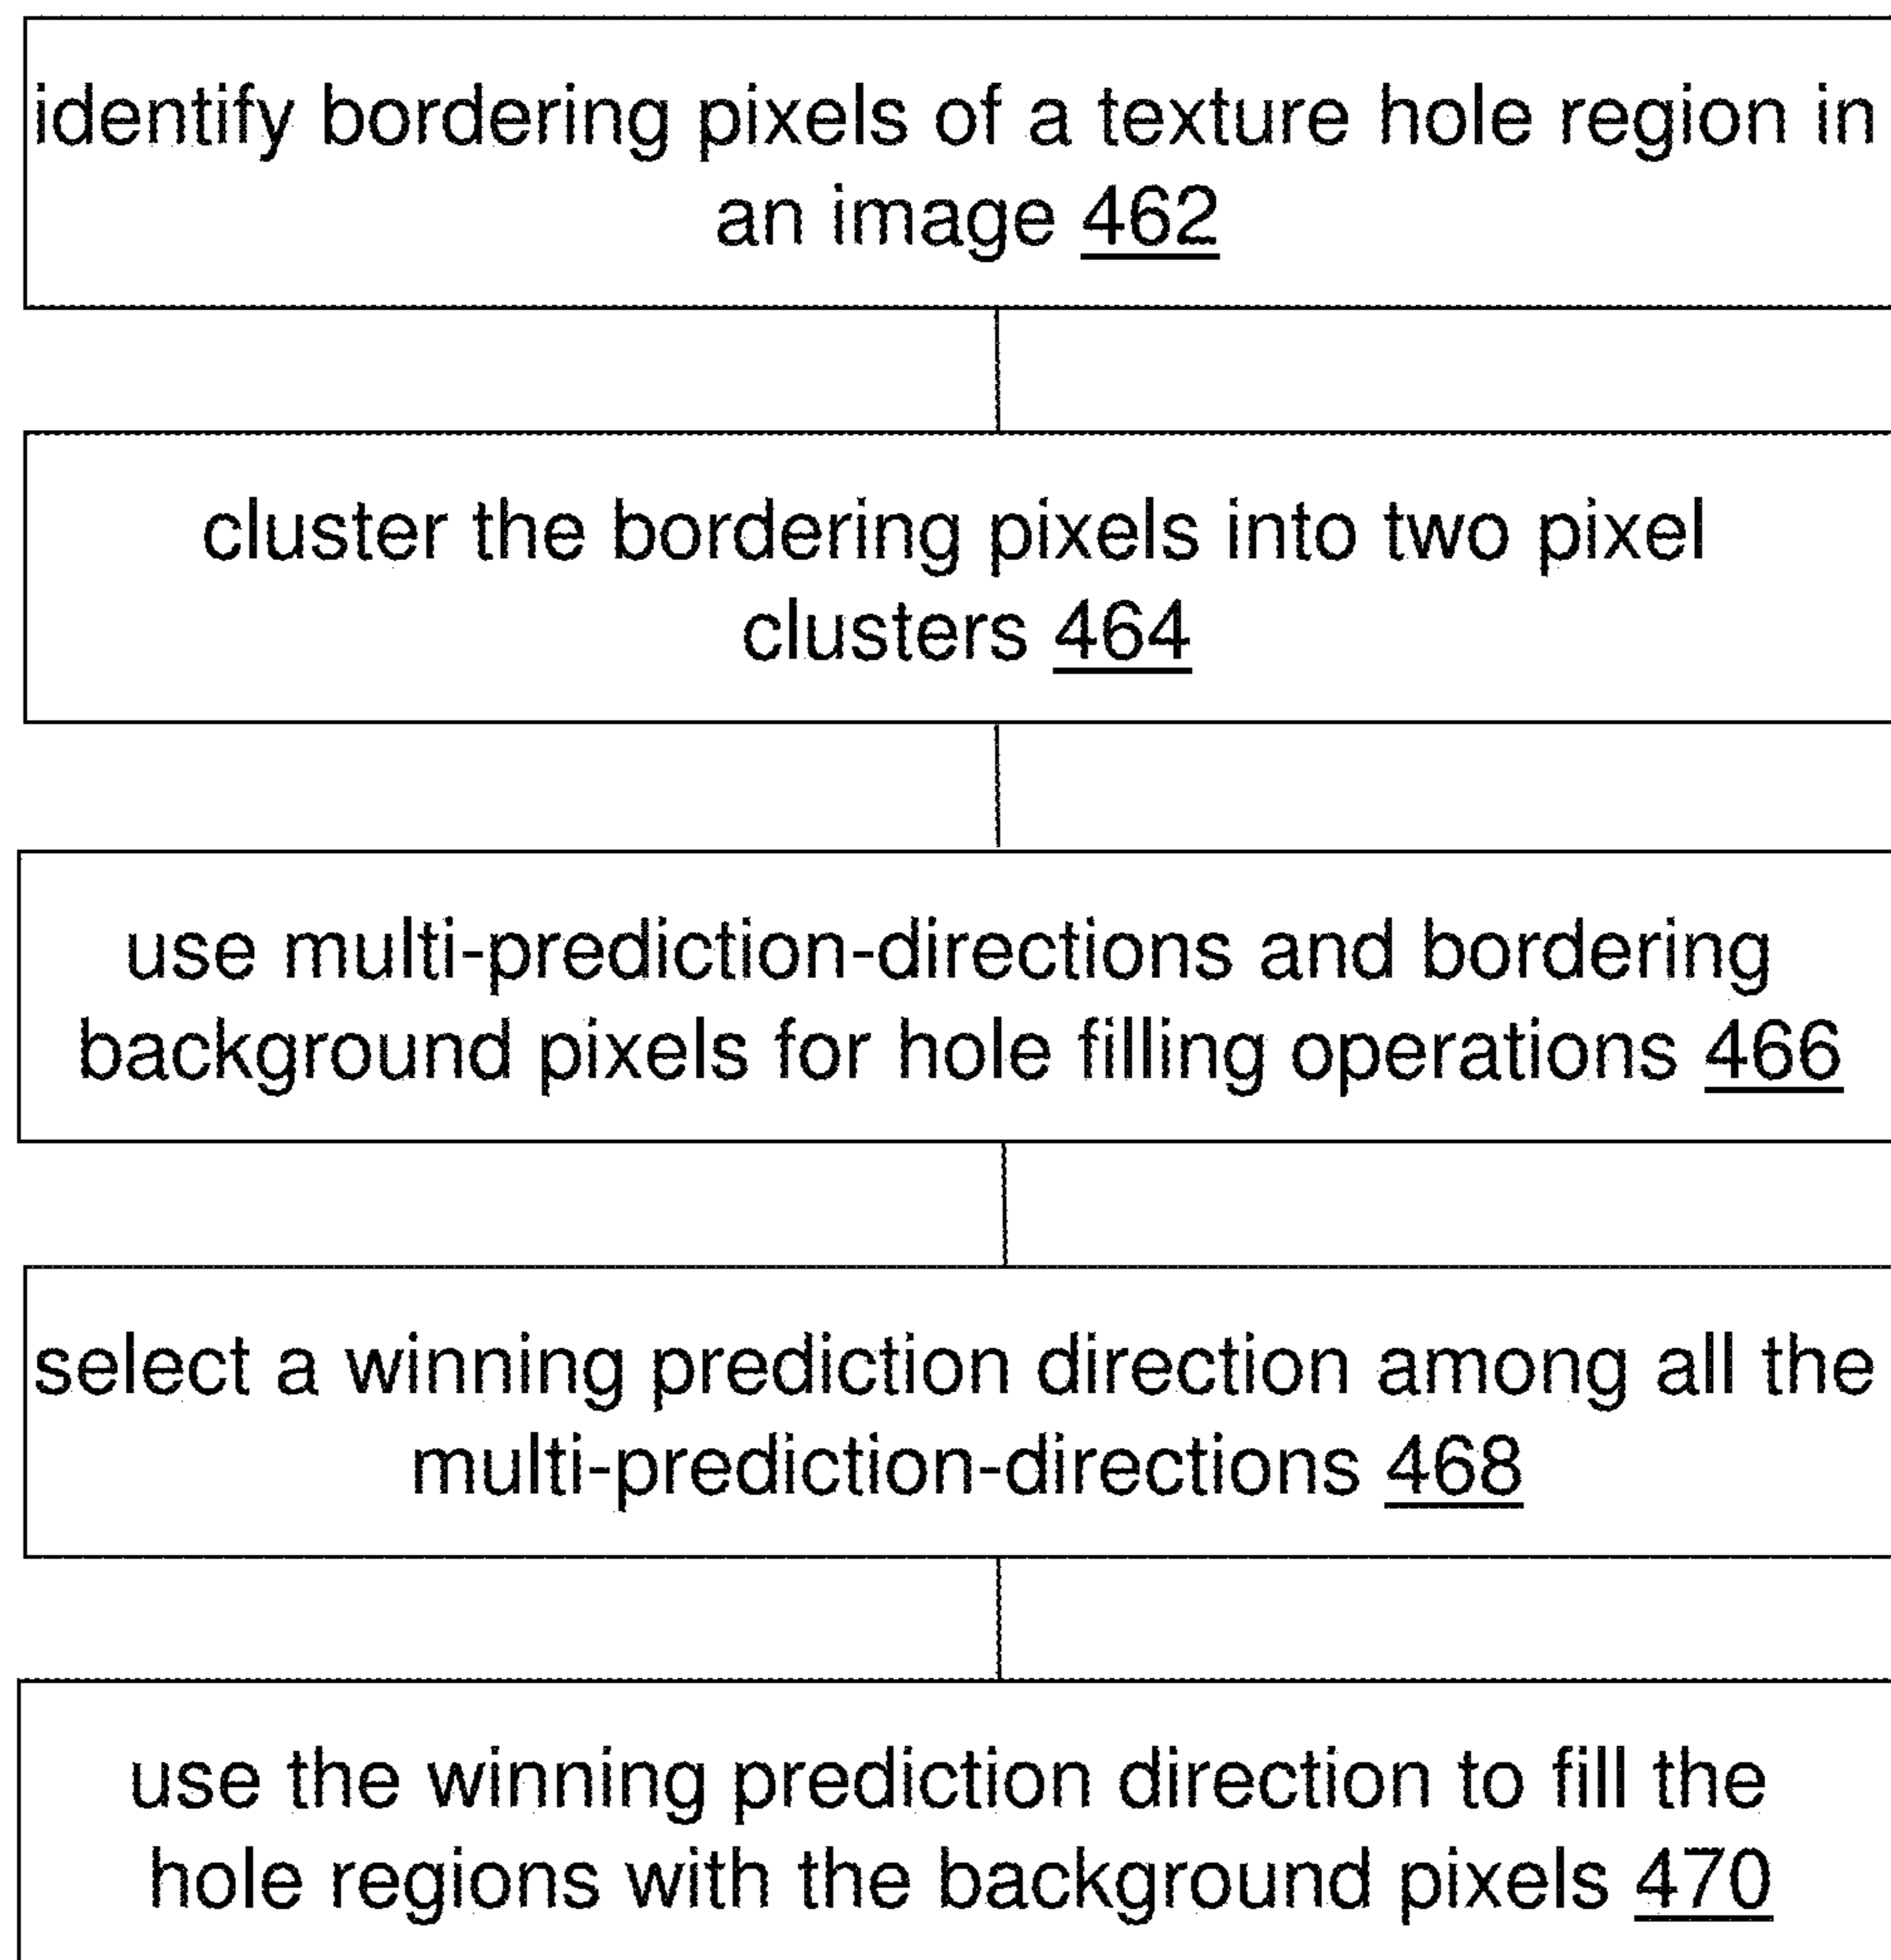 identify bordering pixels of a texture hole region in
an image 462
cluster the bordering pixels into two pixel
clusters 464
use multi-prediction-directions and bordering
background pixels for hole filling operations 466
select a winning prediction direction among all the
multi-prediction-directions 468
use the winning prediction direction to fill the
hole regions with the background pixels 470